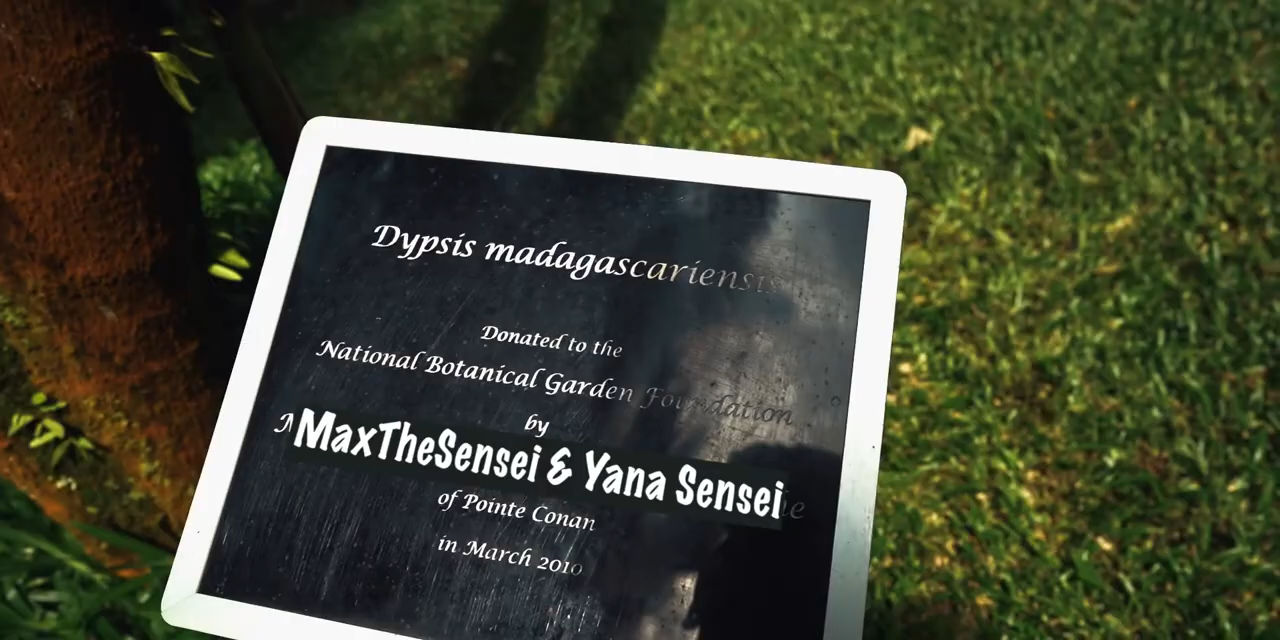 Dypsis madagascariensis
Donated to the
National Botanical Garden Foundation
by
MaxTheSensei & Yana Sensei
of Pointe Conan
in March 2010